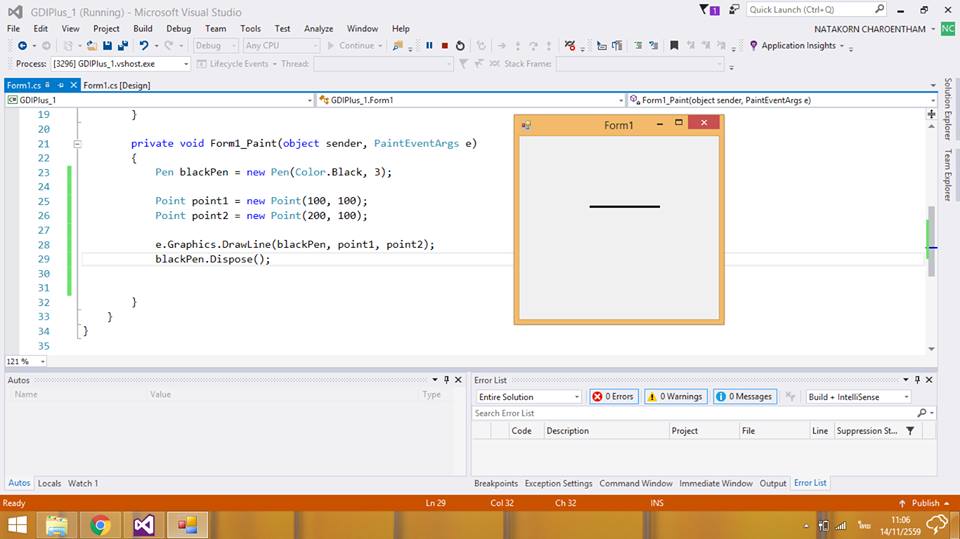 GDIPlus_1 (Running) - Microsoft Visual Studio
1
Quick Launch (Ctrl+Q)
File Edit View Project Build Debug Team Tools Test Analyze Window Help
NATAKORN CHAROENTHAM NC
Debug Any CPU Continue Application Insights
Process: [3296] GDIPlus_1.vshost.exe Lifecycle Events Thread: Stack Frame:
Form1.cs Form1.cs [Design]
GDIPlus_1 GDIPlus_1.Form1 Form1_Paint(object sender, PaintEventArgs e)
19 }
20
21 private void Form1_Paint(object sender, PaintEventArgs e)
22 {
23 Pen blackPen = new Pen(Color.Black, 3);
24
25 Point point1 = new Point(100, 100);
26 Point point2 = new Point(200, 100);
27
28 e.Graphics.DrawLine(blackPen, point1, point2);
29 blackPen.Dispose();
30
31
32 }
33 }
34 }
35
Form1
Solution Explorer
Team Explorer
121 %
Autos
Name Value Type
Autos Locals Watch 1
Error List
Entire Solution 0 Errors 0 Warnings 0 Messages Build + IntelliSense
Search Error List
Code Description Project File Line Suppression St...
Breakpoints Exception Settings Command Window Immediate Window Output Error List
Ready Ln 29 Col 32 Ch 32 INS Publish
ไทย
11:06
14/11/2559